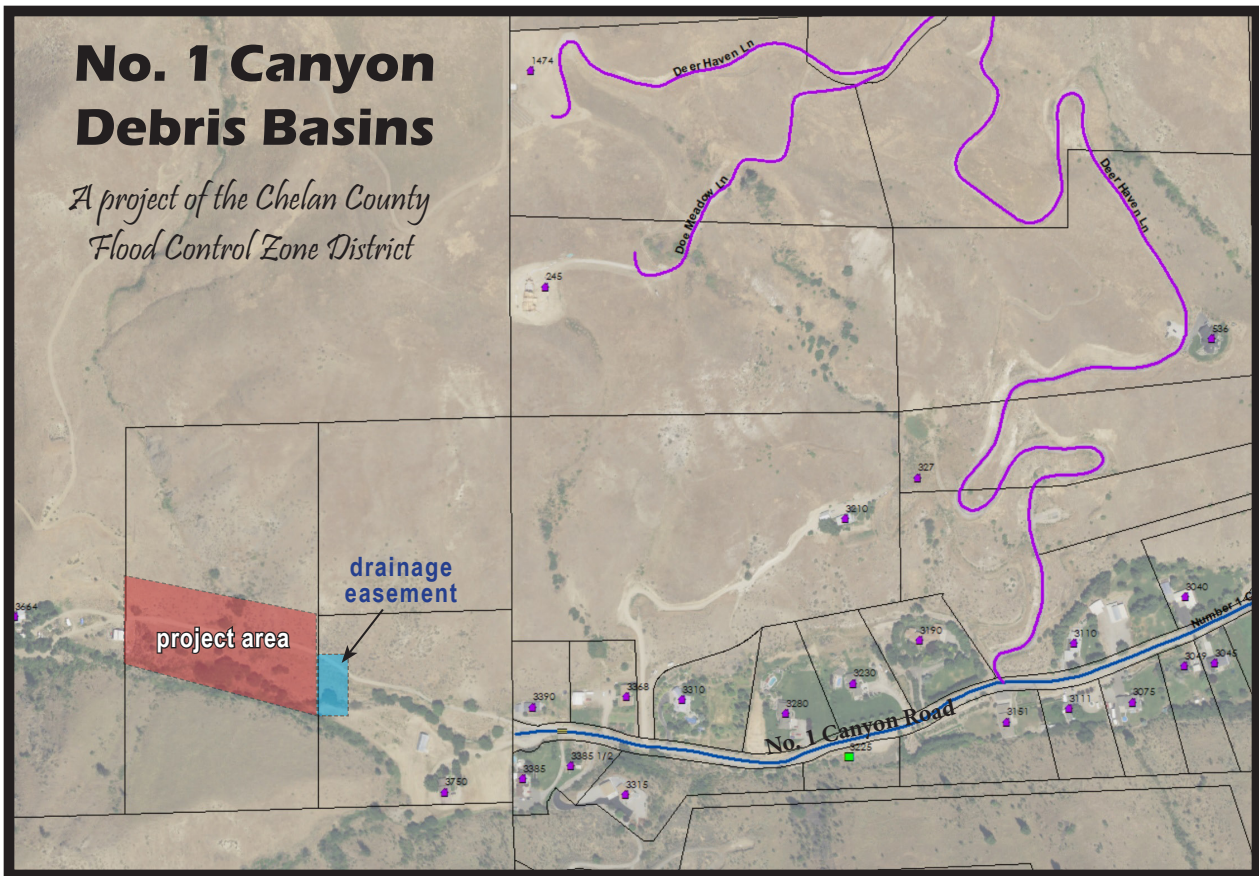 No. 1 Canyon
Debris Basins
A project of the Chelan County
Flood Control Zone District
1474
Deer Haven Ln
Doe Meadow Ln
Deer Haven Ln
245
536
327
3210
drainage
easement
project area
3664
3040
Number 1 C
3190
3110
3049
3045
3390
3368
3310
3230
3280
No. 1 Canyon Road
3151
3111
3075
3225
3385
3385 1/2
3315
3750